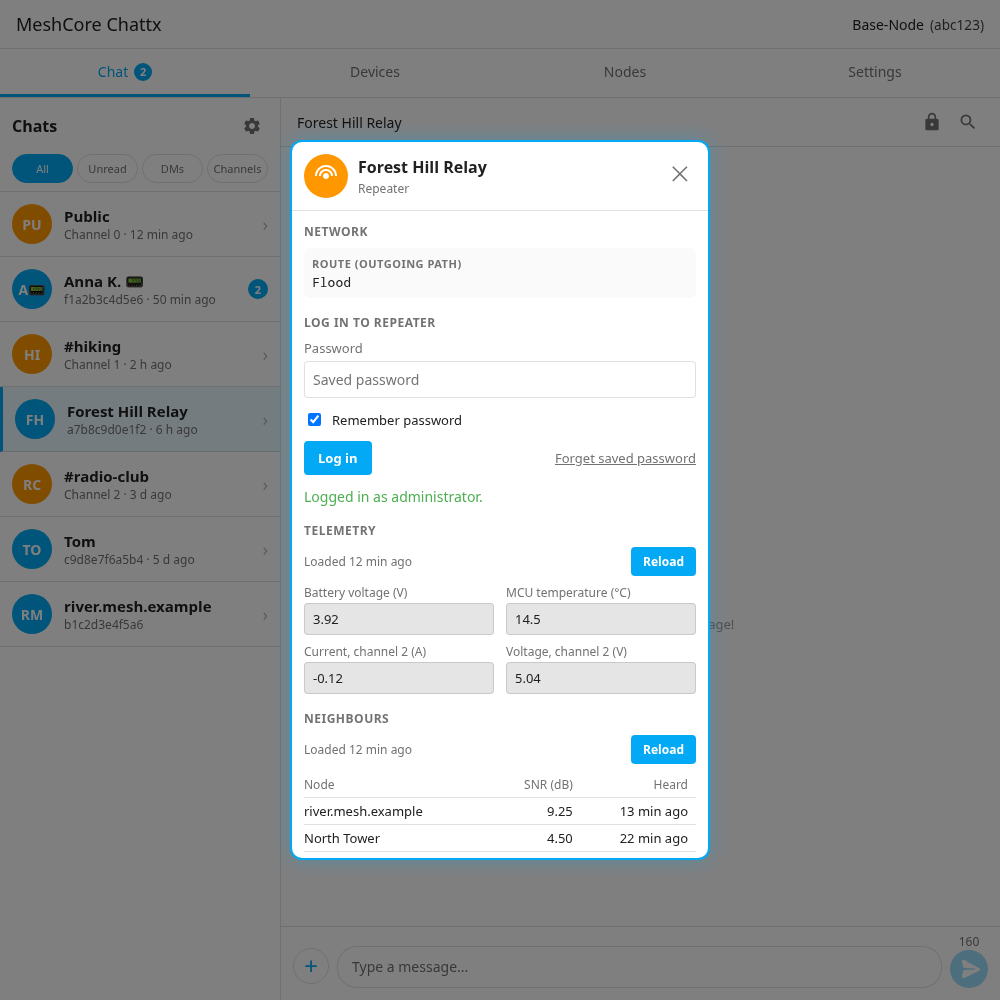 MeshCore Chattx
Base-Node (abc123)
Chat 2
Devices
Nodes
Settings
Chats
All
Unread
DMs
Channels
PU
Public
Channel 0 · 12 min ago
A📟
Anna K. 📟
f1a2b3c4d5e6 · 50 min ago
2
HI
#hiking
Channel 1 · 2 h ago
FH
Forest Hill Relay
a7b8c9d0e1f2 · 6 h ago
RC
#radio-club
Channel 2 · 3 d ago
TO
Tom
c9d8e7f6a5b4 · 5 d ago
RM
river.mesh.example
b1c2d3e4f5a6
Forest Hill Relay
Forest Hill Relay
Repeater
NETWORK
ROUTE (OUTGOING PATH)
Flood
LOG IN TO REPEATER
Password
Saved password
Remember password
Log in
Forget saved password
Logged in as administrator.
TELEMETRY
Loaded 12 min ago
Reload
Battery voltage (V)
MCU temperature (°C)
3.92
14.5
Current, channel 2 (A)
Voltage, channel 2 (V)
-0.12
5.04
NEIGHBOURS
Loaded 12 min ago
Reload
Node SNR (dB) Heard
river.mesh.example 9.25 13 min ago
North Tower 4.50 22 min ago
+
Type a message...
160